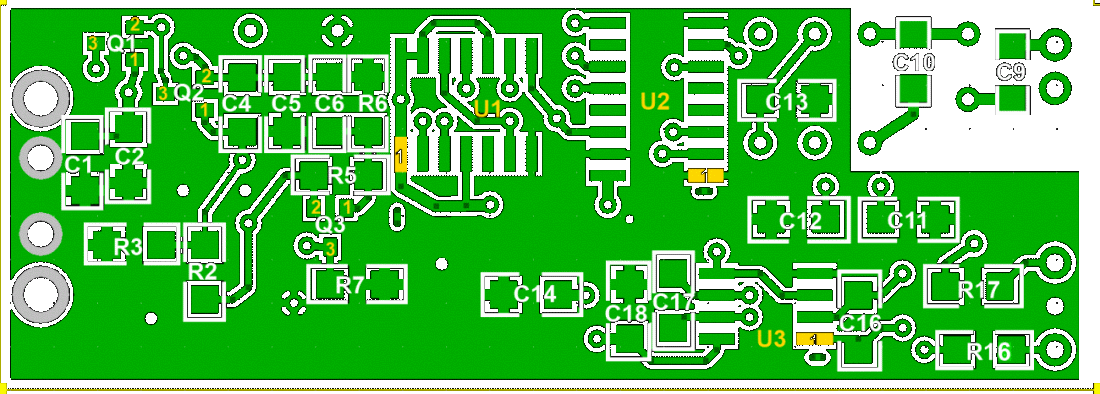 2
3 Q1
1
2
3 Q2
1
C4 C5 C6 R6
U1
U2
C13
C10
C9
C1 C2
1
1
R5
2 1
Q3
3
C12 C11
R3
R2
R7
C14
C18 C17
U3
1
C16
R17
R16